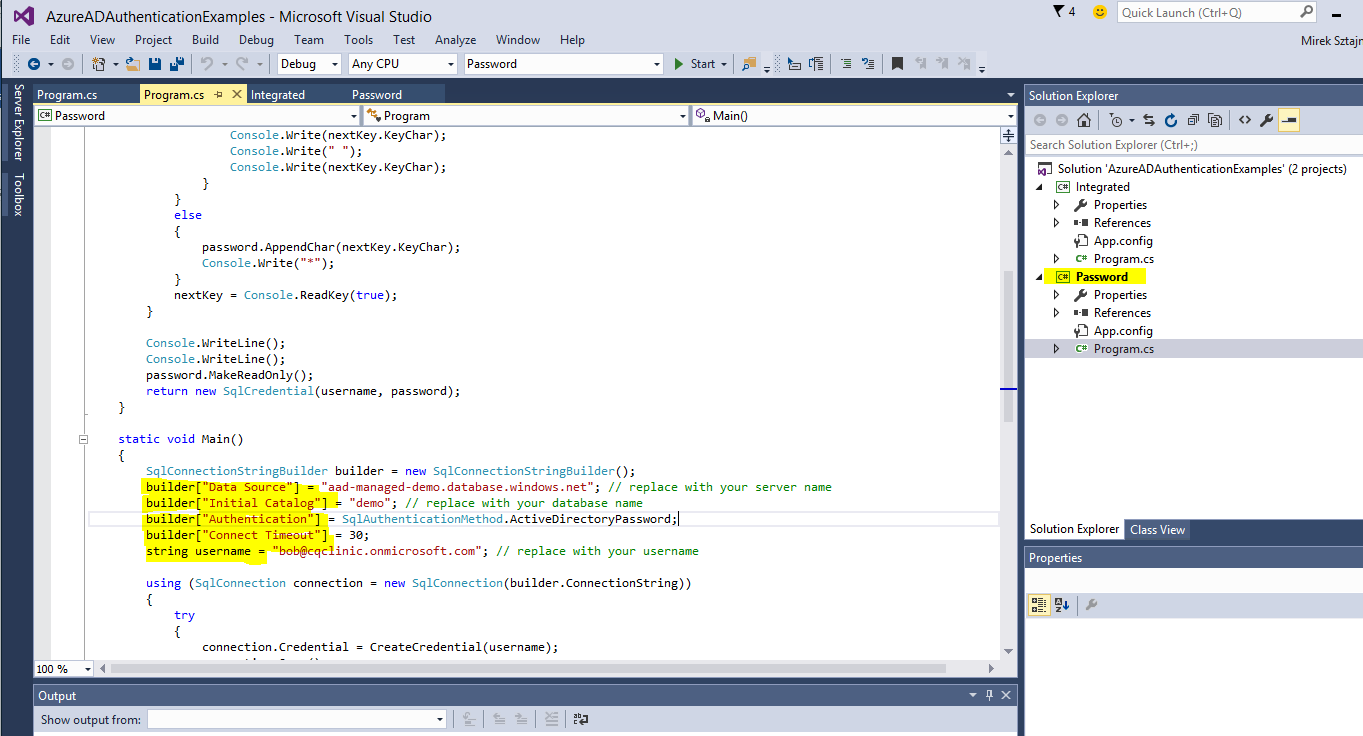 AzureADAuthenticationExamples - Microsoft Visual Studio
4
Quick Launch (Ctrl+Q)
File Edit View Project Build Debug Team Tools Test Analyze Window Help
Mirek Sztajn
Debug Any CPU Password Start
Server Explorer
Toolbox
Program.cs Program.cs Integrated Password
C# Password Program Main()
Console.Write(nextKey.KeyChar);
Console.Write(" ");
Console.Write(nextKey.KeyChar);
}
}
else
{
password.AppendChar(nextKey.KeyChar);
Console.Write("*");
}
nextKey = Console.ReadKey(true);
}
Console.WriteLine();
Console.WriteLine();
password.MakeReadOnly();
return new SqlCredential(username, password);
}
static void Main()
{
SqlConnectionStringBuilder builder = new SqlConnectionStringBuilder();
builder["Data Source"] = "aad-managed-demo.database.windows.net"; // replace with your server name
builder["Initial Catalog"] = "demo"; // replace with your database name
builder["Authentication"] = SqlAuthenticationMethod.ActiveDirectoryPassword;
builder["Connect Timeout"] = 30;
string username = "bob@cqclinic.onmicrosoft.com"; // replace with your username
using (SqlConnection connection = new SqlConnection(builder.ConnectionString))
{
try
{
connection.Credential = CreateCredential(username);
100 %
Output
Show output from:
Solution Explorer
Search Solution Explorer (Ctrl+;)
Solution 'AzureADAuthenticationExamples' (2 projects)
C# Integrated
Properties
References
App.config
C# Program.cs
C# Password
Properties
References
App.config
C# Program.cs
Solution Explorer Class View
Properties